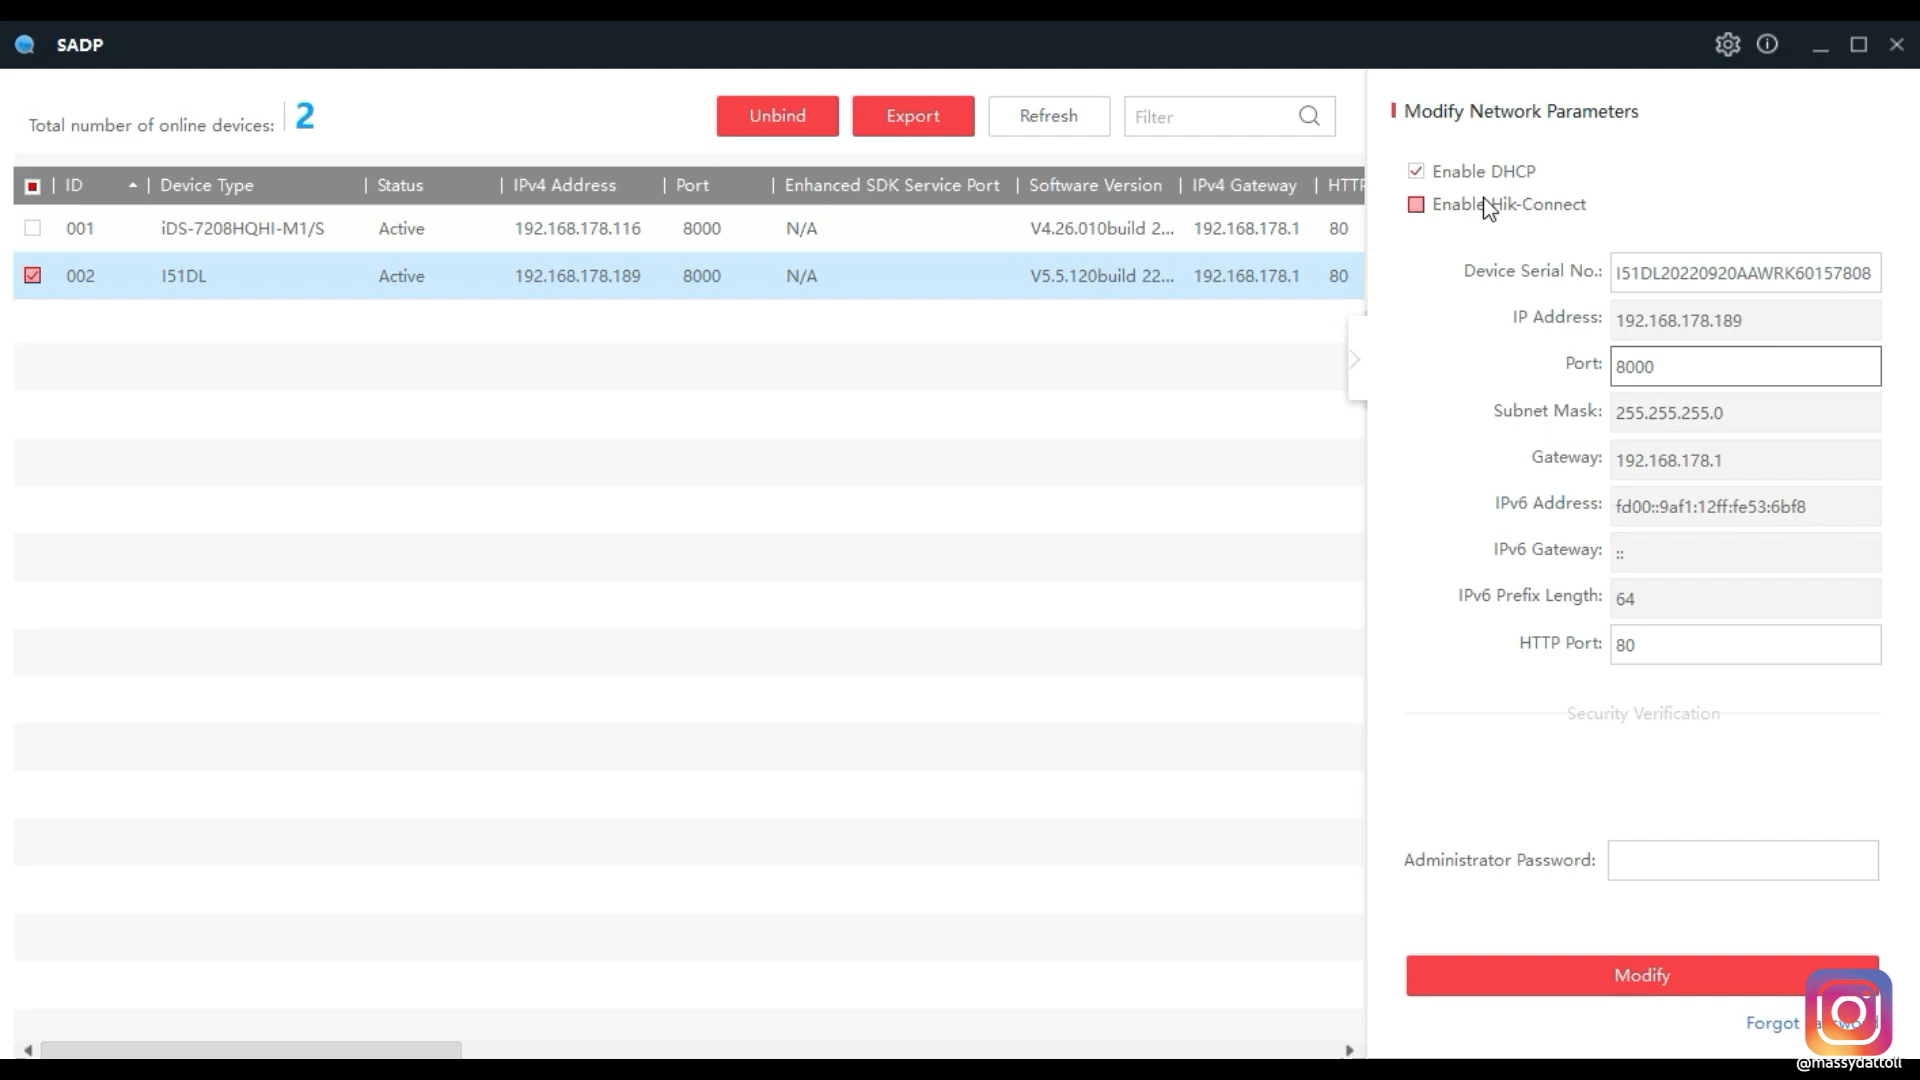 SADP
Total number of online devices: 2
Unbind
Export
Refresh
Filter
ID
Device Type
Status
IPv4 Address
Port
Enhanced SDK Service Port
Software Version
IPv4 Gateway
HTTP
001
iDS-7208HQHI-M1/S
Active
192.168.178.116
8000
N/A
V4.26.010build 2...
192.168.178.1
80
002
I51DL
Active
192.168.178.189
8000
N/A
V5.5.120build 22...
192.168.178.1
80
Modify Network Parameters
Enable DHCP
Enable Hik-Connect
Device Serial No.: I51DL20220920AAWRK60157808
IP Address: 192.168.178.189
Port: 8000
Subnet Mask: 255.255.255.0
Gateway: 192.168.178.1
IPv6 Address: fd00::9af1:12ff:fe53:6bf8
IPv6 Gateway: ::
IPv6 Prefix Length: 64
HTTP Port: 80
Security Verification
Administrator Password:
Modify
Forgot
@massydattoli